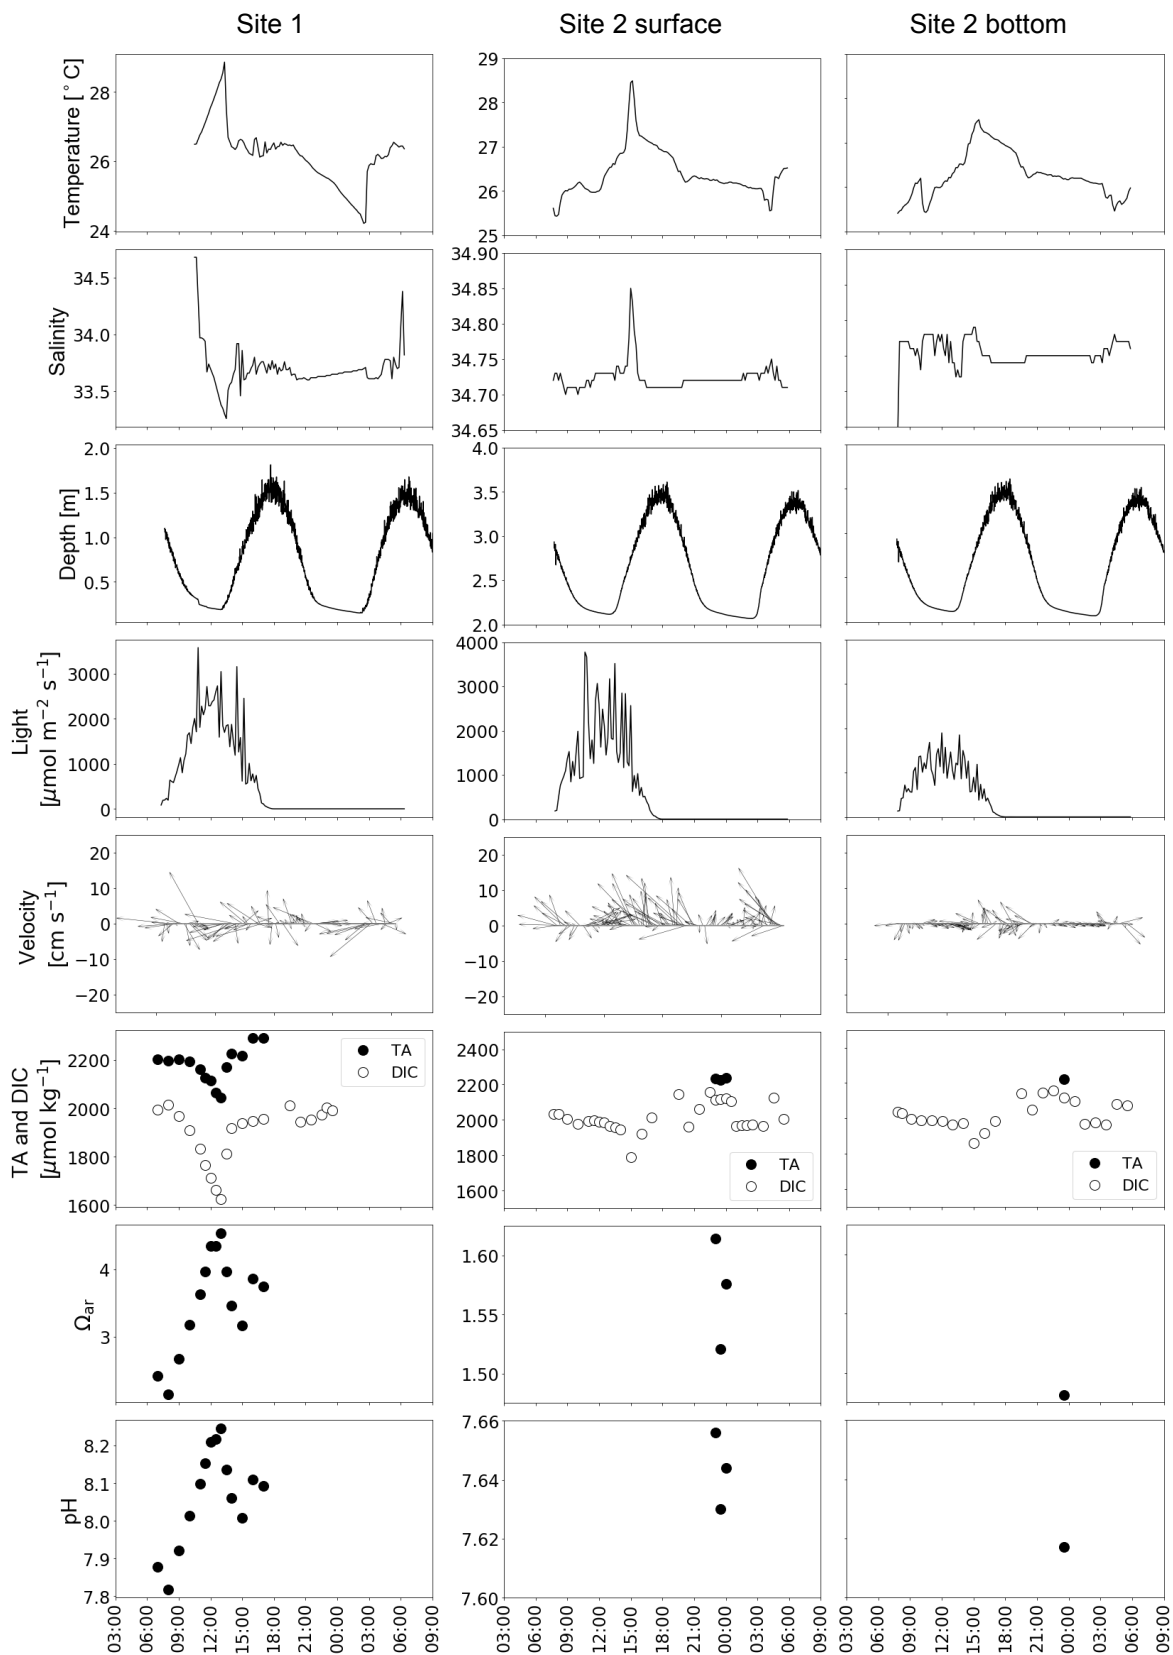 Site 1
Site 2 surface
Site 2 bottom
Temperature [°C]
28
26
24
29
28
27
26
25
Salinity
34.5
34.0
33.5
34.90
34.85
34.80
34.75
34.70
34.65
Depth [m]
2.0
1.5
1.0
0.5
4.0
3.5
3.0
2.5
2.0
Light
[μmol m⁻² s⁻¹]
3000
2000
1000
0
4000
3000
2000
1000
0
Velocity
[cm s⁻¹]
20
10
0
−10
−20
20
10
0
−10
−20
TA and DIC
[μmol kg⁻¹]
2200
2000
1800
1600
TA
DIC
2400
2200
2000
1800
1600
TA
DIC
TA
DIC
Ωar
4
3
1.60
1.55
1.50
pH
8.2
8.1
8.0
7.9
7.8
7.66
7.64
7.62
7.60
03:00 06:00 09:00 12:00 15:00 18:00 21:00 00:00 03:00 06:00 09:00
03:00 06:00 09:00 12:00 15:00 18:00 21:00 00:00 03:00 06:00 09:00
03:00 06:00 09:00 12:00 15:00 18:00 21:00 00:00 03:00 06:00 09:00